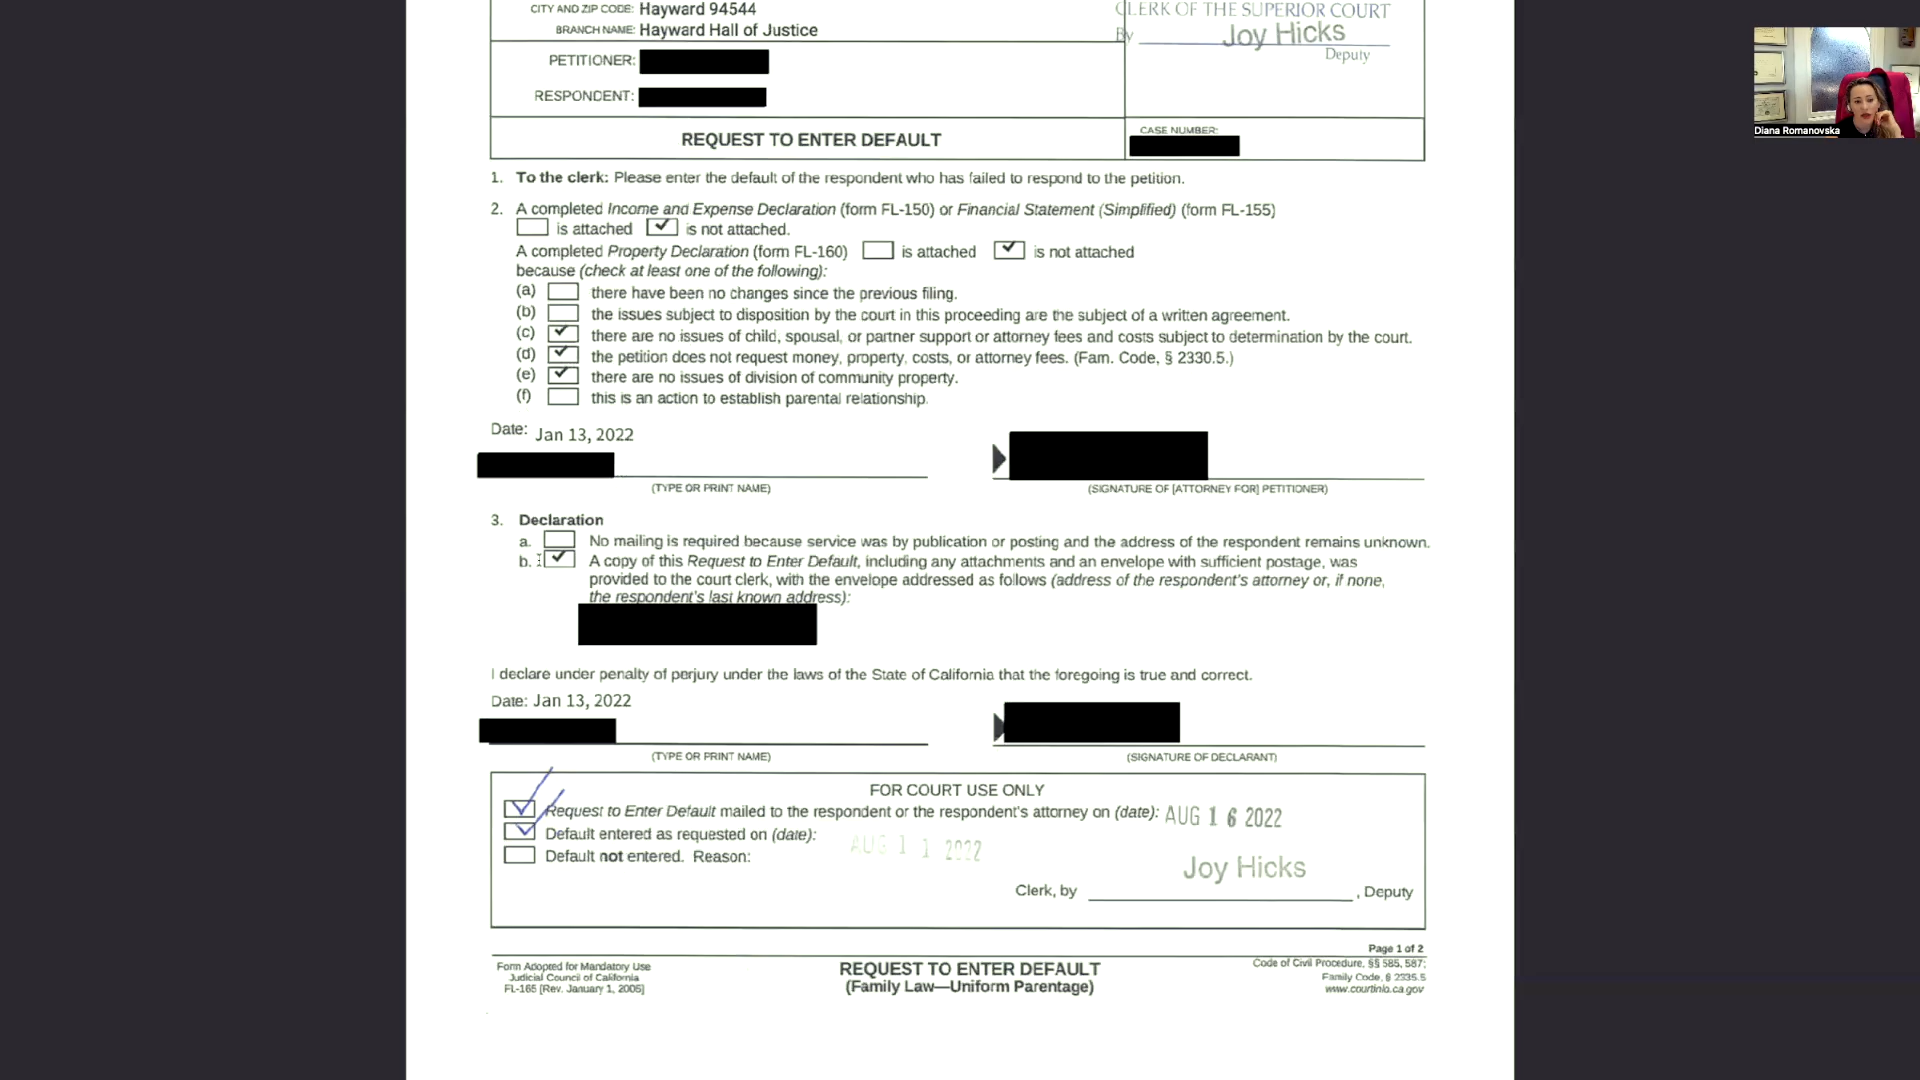 CITY AND ZIP CODE: Hayward 94544
BRANCH NAME: Hayward Hall of Justice
CLERK OF THE SUPERIOR COURT
By Joy Hicks
Deputy
PETITIONER:
RESPONDENT:
REQUEST TO ENTER DEFAULT
CASE NUMBER:
1. To the clerk: Please enter the default of the respondent who has failed to respond to the petition.
2. A completed Income and Expense Declaration (form FL-150) or Financial Statement (Simplified) (form FL-155)
is attached is not attached.
A completed Property Declaration (form FL-160) is attached is not attached
because (check at least one of the following):
(a) there have been no changes since the previous filing.
(b) the issues subject to disposition by the court in this proceeding are the subject of a written agreement.
(c) there are no issues of child, spousal, or partner support or attorney fees and costs subject to determination by the court.
(d) the petition does not request money, property, costs, or attorney fees. (Fam. Code, § 2330.5.)
(e) there are no issues of division of community property.
(f) this is an action to establish parental relationship.
Date: Jan 13, 2022
(TYPE OR PRINT NAME) (SIGNATURE OF [ATTORNEY FOR] PETITIONER)
3. Declaration
a. No mailing is required because service was by publication or posting and the address of the respondent remains unknown.
b. A copy of this Request to Enter Default, including any attachments and an envelope with sufficient postage, was
provided to the court clerk, with the envelope addressed as follows (address of the respondent's attorney or, if none,
the respondent's last known address):
I declare under penalty of perjury under the laws of the State of California that the foregoing is true and correct.
Date: Jan 13, 2022
(TYPE OR PRINT NAME) (SIGNATURE OF DECLARANT)
FOR COURT USE ONLY
Request to Enter Default mailed to the respondent or the respondent's attorney on (date): AUG 16 2022
Default entered as requested on (date): AUG 11 2022
Default not entered. Reason:
Joy Hicks
Clerk, by , Deputy
Page 1 of 2
Form Adopted for Mandatory Use
Judicial Council of California
FL-165 [Rev. January 1, 2005]
REQUEST TO ENTER DEFAULT
(Family Law—Uniform Parentage)
Code of Civil Procedure, §§ 585, 587;
Family Code, § 2335.5
www.courtinfo.ca.gov
Diana Romanovska